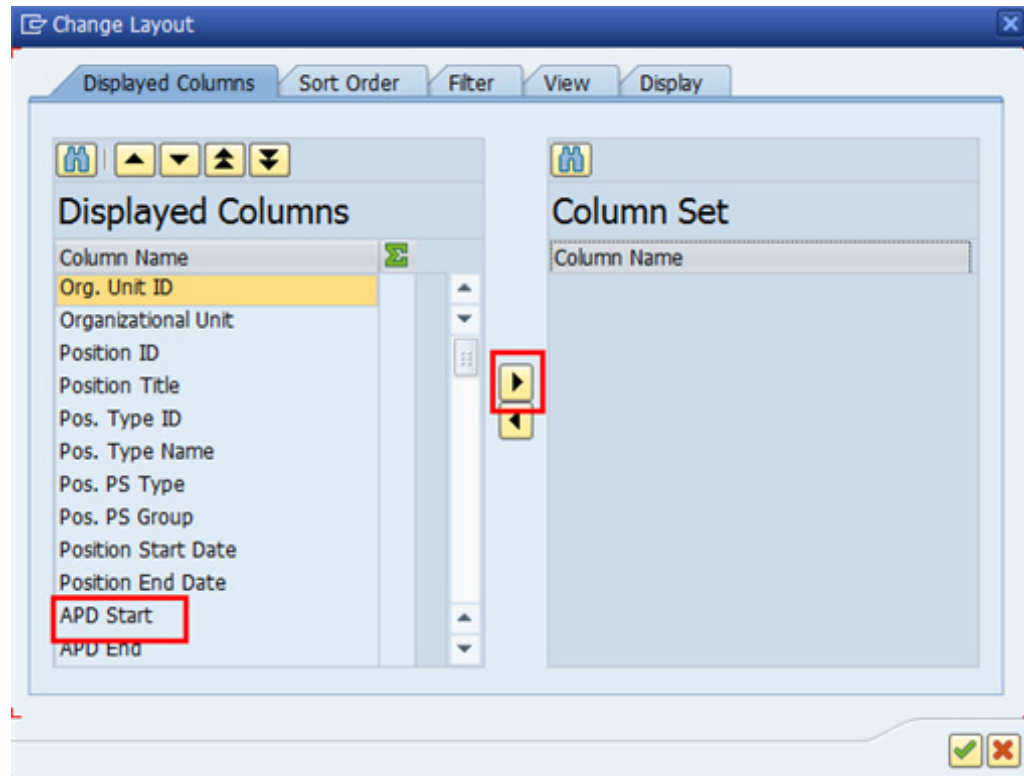 Change Layout
Displayed Columns Sort Order Filter View Display
Displayed Columns
Column Name
Org. Unit ID
Organizational Unit
Position ID
Position Title
Pos. Type ID
Pos. Type Name
Pos. PS Type
Pos. PS Group
Position Start Date
Position End Date
APD Start
APD End
Column Set
Column Name